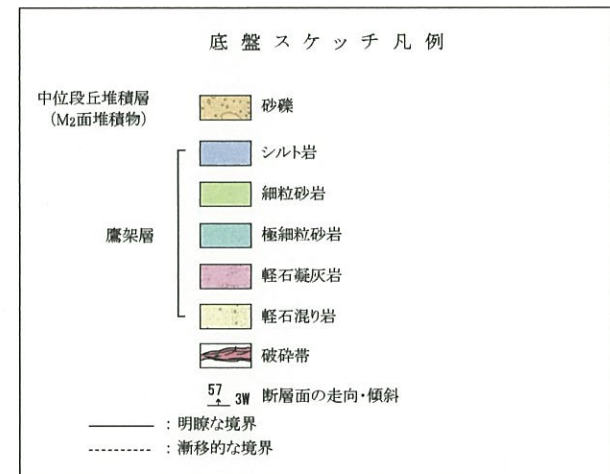 底盤スケッチ凡例
中位段丘堆積層
(M₂面堆積物)
砂礫
シルト岩
細粒砂岩
鷹架層
極細粒砂岩
軽石凝灰岩
軽石混り岩
破砕帯
57 3W 断層面の走向・傾斜
：明瞭な境界
：漸移的な境界